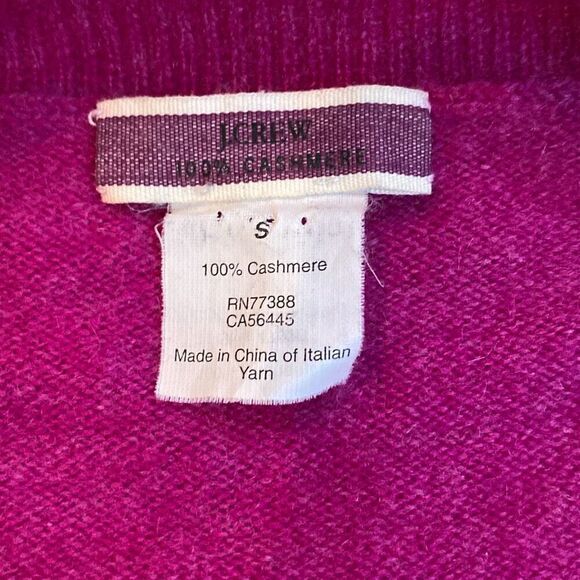 J.CREW
100% CASHMERE
S
100% Cashmere
RN77388
CA56445
Made in China of Italian
Yarn